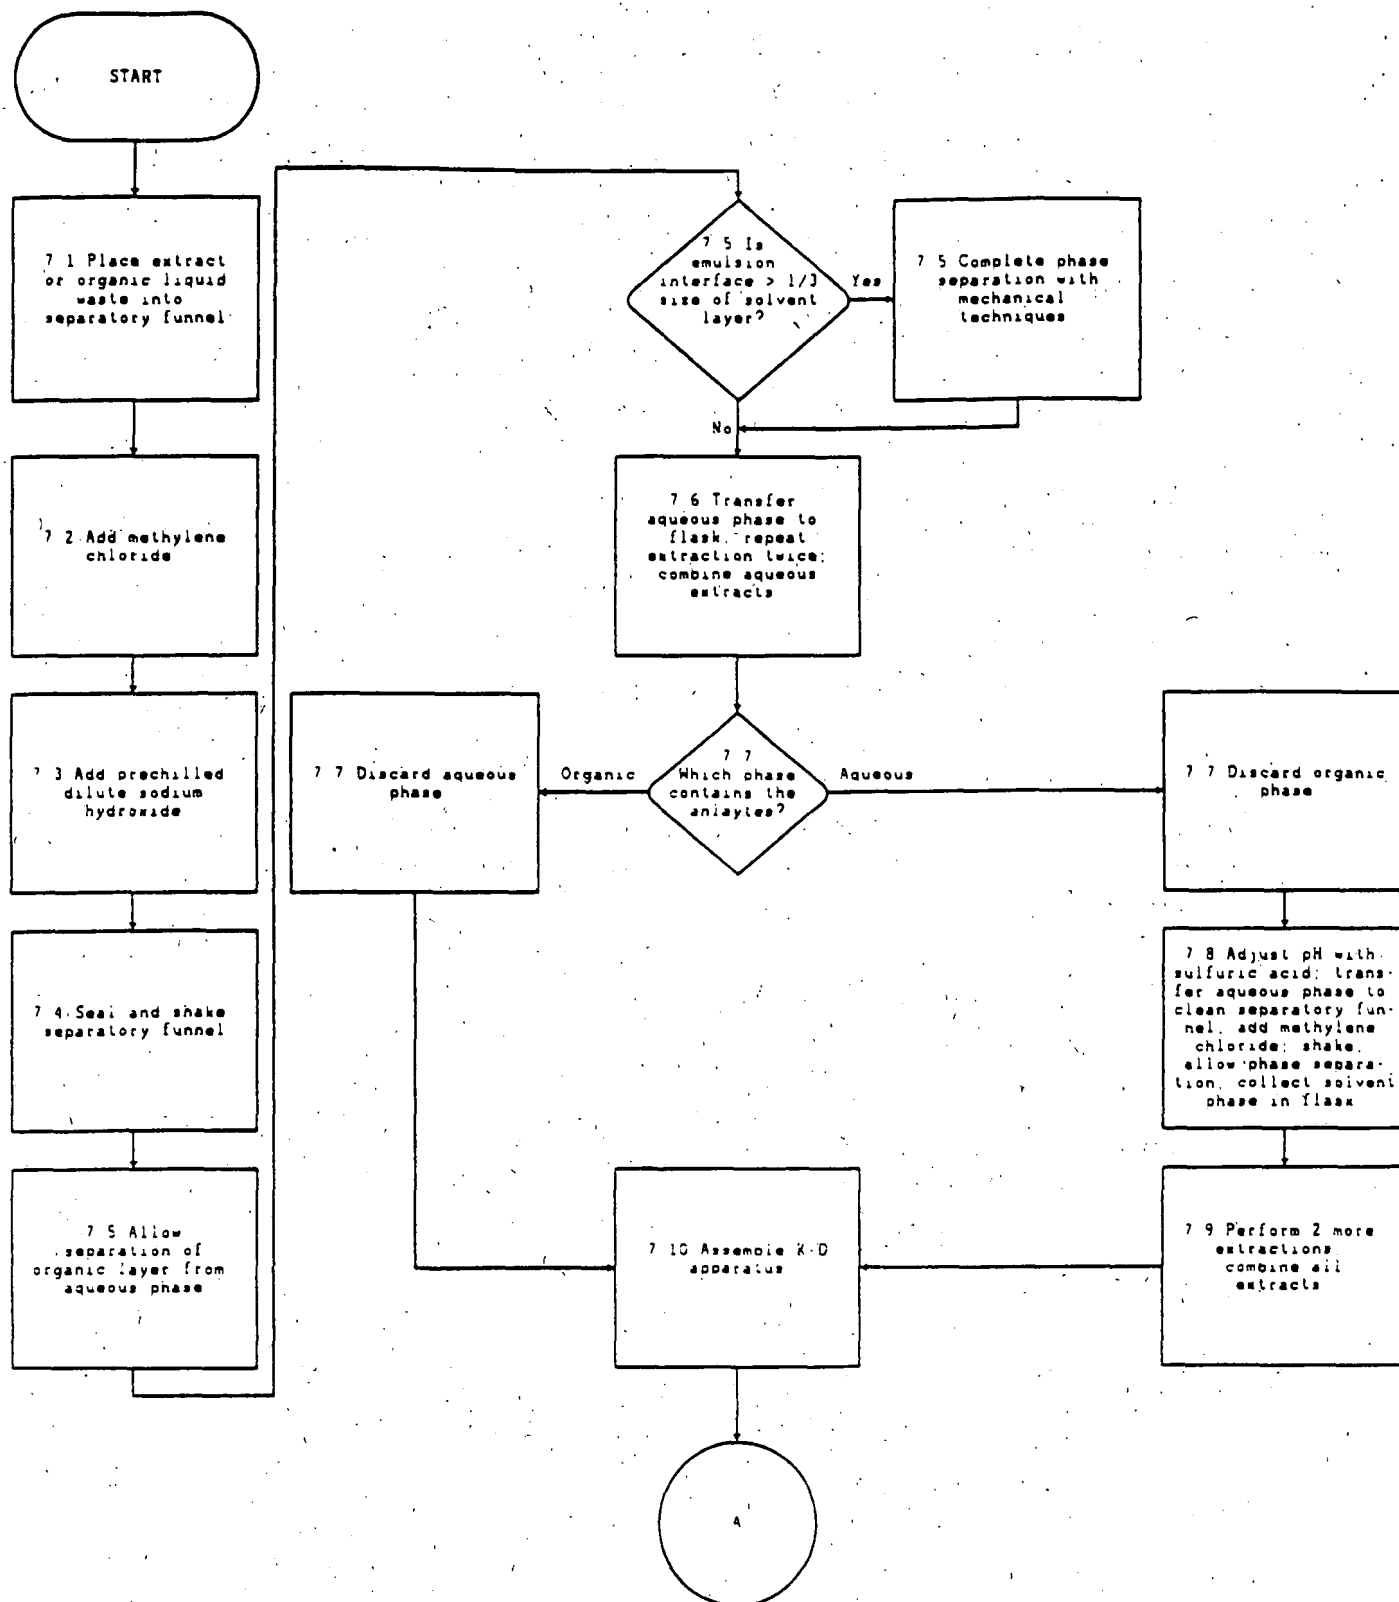 START
7 1 Place extract
or organic liquid
waste into
separatory funnel
7 2 Add methylene
chloride
7 3 Add prechilled
dilute sodium
hydroxide
7 4 Seal and shake
separatory funnel
7 5 Allow
separation of
organic layer from
aqueous phase
7 5 Is
emulsion
interface > 1/3
size of solvent
layer?
Yes
7 5 Complete phase
separation with
mechanical
techniques
No
7 6 Transfer
aqueous phase to
flask, repeat
extraction twice;
combine aqueous
extracts
7 7
Which phase
contains the
anlaytes?
Organic
7 7 Discard aqueous
phase
Aqueous
7 7 Discard organic
phase
7 8 Adjust pH with
sulfuric acid; trans-
fer aqueous phase to
clean separatory fun-
nel, add methylene
chloride; shake,
allow phase separa-
tion, collect solvent
phase in flask
7 9 Perform 2 more
extractions
combine all
extracts
7 10 Assemble K-D
apparatus
A